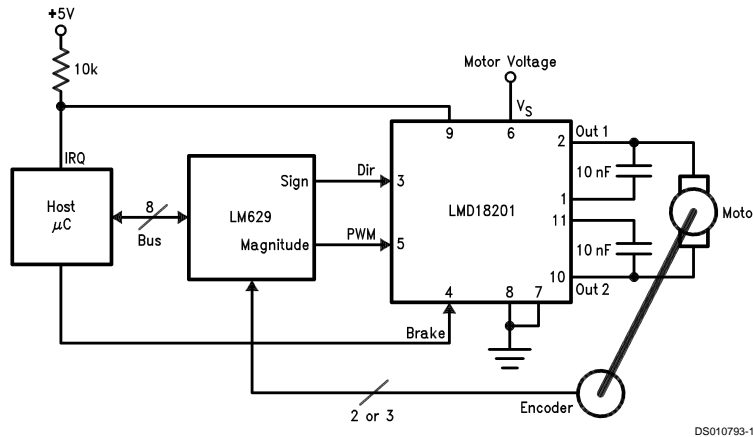 +5V
10k
Motor Voltage
VS
9
6
2
Out 1
IRQ
10 nF
Host
μC
8
Bus
Sign
LM629
Magnitude
Dir
PWM
3
5
LMD18201
1
11
10 nF
10
Out 2
Moto
4
8
7
Brake
2 or 3
Encoder
DS010793-1